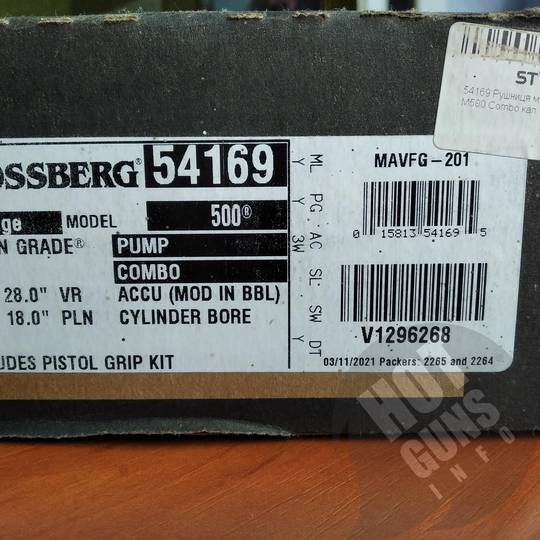 OSSBERG® 54169
ge MODEL 500®
N GRADE® PUMP
COMBO
28.0" VR ACCU (MOD IN BBL)
18.0" PLN CYLINDER BORE
UDES PISTOL GRIP KIT
ML PG AC SL SW DT
Y Y 3W Y
MAVFG-201
0 15813 54169 5
V1296268
03/11/2021 Packers: 2265 and 2264
ST
54169 Рушниця м
M580 Combo кал
HOT
GUNS
INFO